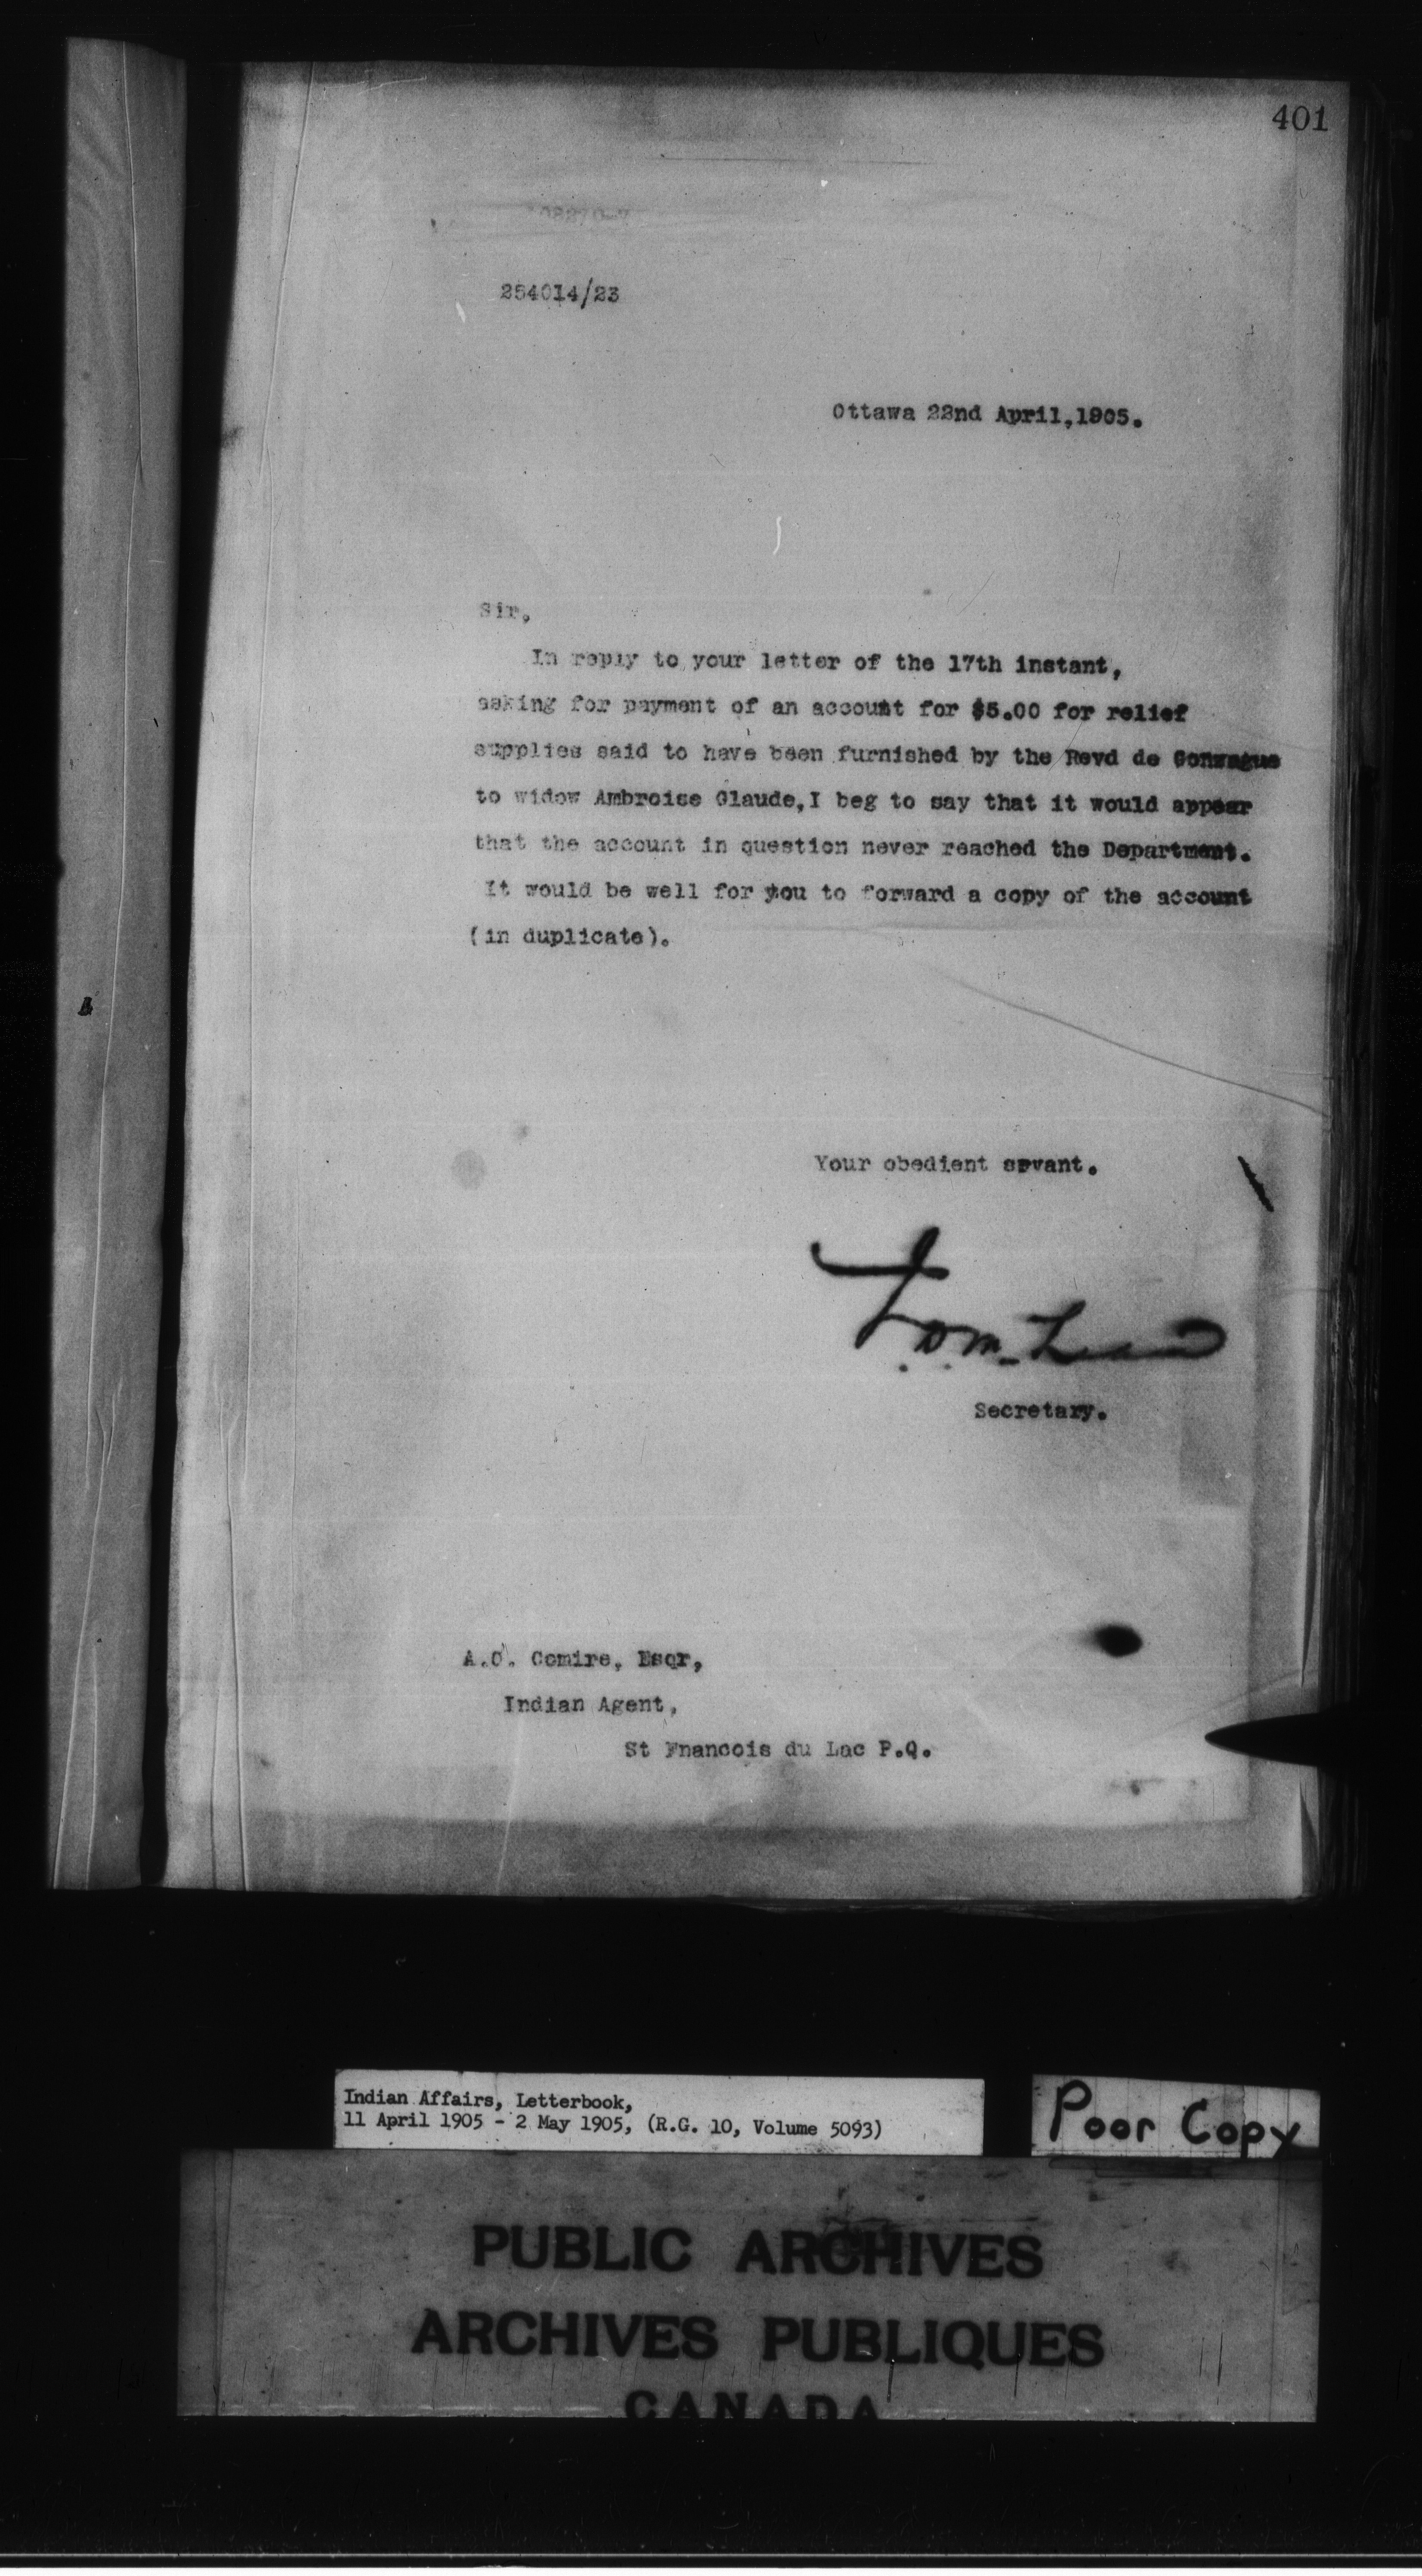 401
254014/23
Ottawa 22nd April,1905.
Sir,
In reply to your letter of the 17th instant,
asking for payment of an account for $5.00 for relief
supplies said to have been furnished by the Revd de Gonzague
to widow Ambroise Glaude,I beg to say that it would appear
that the account in question never reached the Department.
It would be well for you to forward a copy of the account
(in duplicate).
Your obedient srvant.
Secretary.
A.O. Comire, Esqr,
Indian Agent,
St Fnancois du Lac P.Q.
Indian Affairs, Letterbook,
11 April 1905 - 2 May 1905, (R.G. 10, Volume 5093)
Poor Copy
PUBLIC ARCHIVES
ARCHIVES PUBLIQUES
CANADA